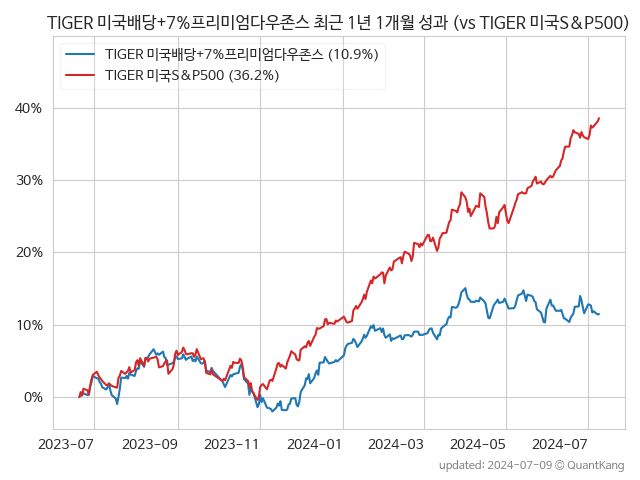 TIGER 미국배당+7%프리미엄다우존스 최근 1년 1개월 성과 (vs TIGER 미국S&P500)
TIGER 미국배당+7%프리미엄다우존스 (10.9%)
TIGER 미국S&P500 (36.2%)
40%
30%
20%
10%
0%
2023-07 2023-09 2023-11 2024-01 2024-03 2024-05 2024-07
updated: 2024-07-09 © QuantKang